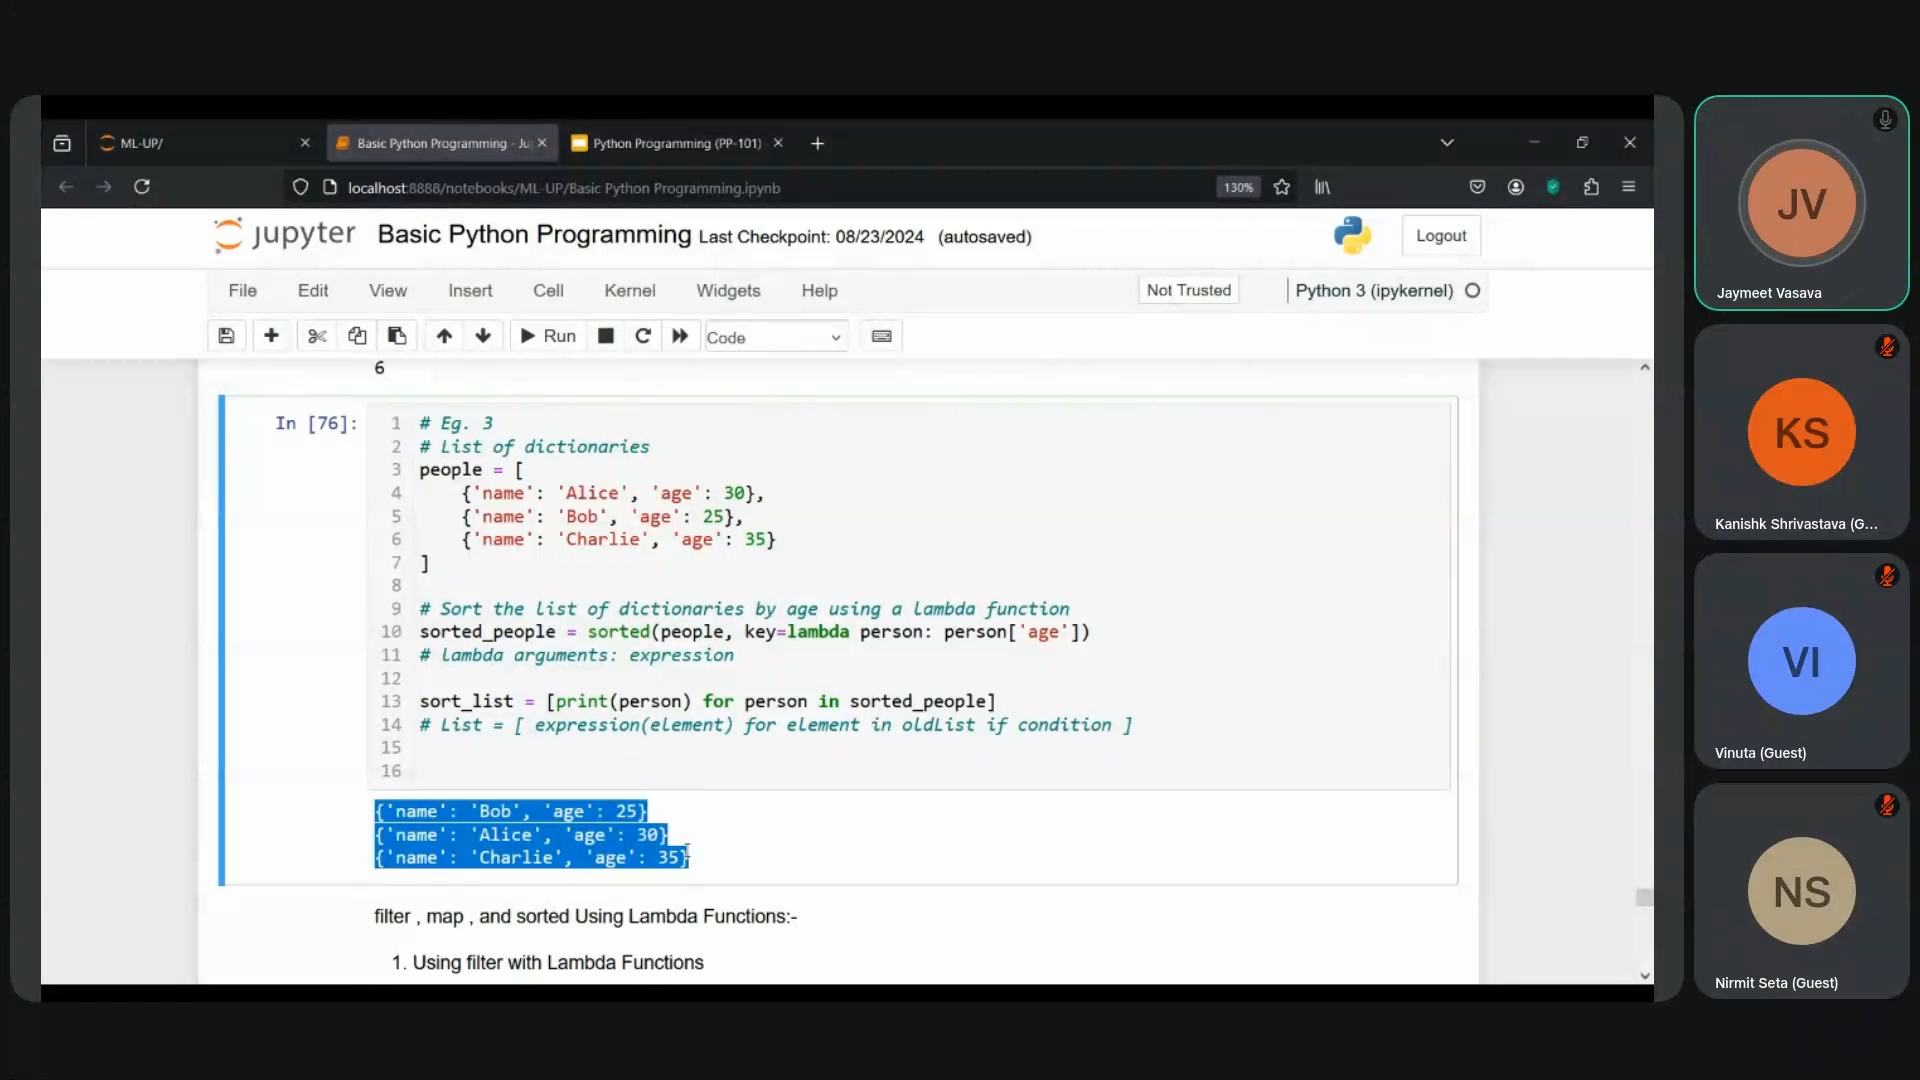 ML-UP/
Basic Python Programming - Ju
Python Programming (PP-101)
localhost:8888/notebooks/ML-UP/Basic Python Programming.ipynb
130%
jupyter Basic Python Programming Last Checkpoint: 08/23/2024 (autosaved)
Logout
File Edit View Insert Cell Kernel Widgets Help
Not Trusted
Python 3 (ipykernel)
Run
Code
6
In [76]:
1 # Eg. 3
2 # List of dictionaries
3 people = [
4 {'name': 'Alice', 'age': 30},
5 {'name': 'Bob', 'age': 25},
6 {'name': 'Charlie', 'age': 35}
7 ]
8
9 # Sort the list of dictionaries by age using a lambda function
10 sorted_people = sorted(people, key=lambda person: person['age'])
11 # lambda arguments: expression
12
13 sort_list = [print(person) for person in sorted_people]
14 # List = [ expression(element) for element in oldList if condition ]
15
16
{'name': 'Bob', 'age': 25}
{'name': 'Alice', 'age': 30}
{'name': 'Charlie', 'age': 35}
filter , map , and sorted Using Lambda Functions:-
1. Using filter with Lambda Functions
JV
Jaymeet Vasava
KS
Kanishk Shrivastava (G...
VI
Vinuta (Guest)
NS
Nirmit Seta (Guest)